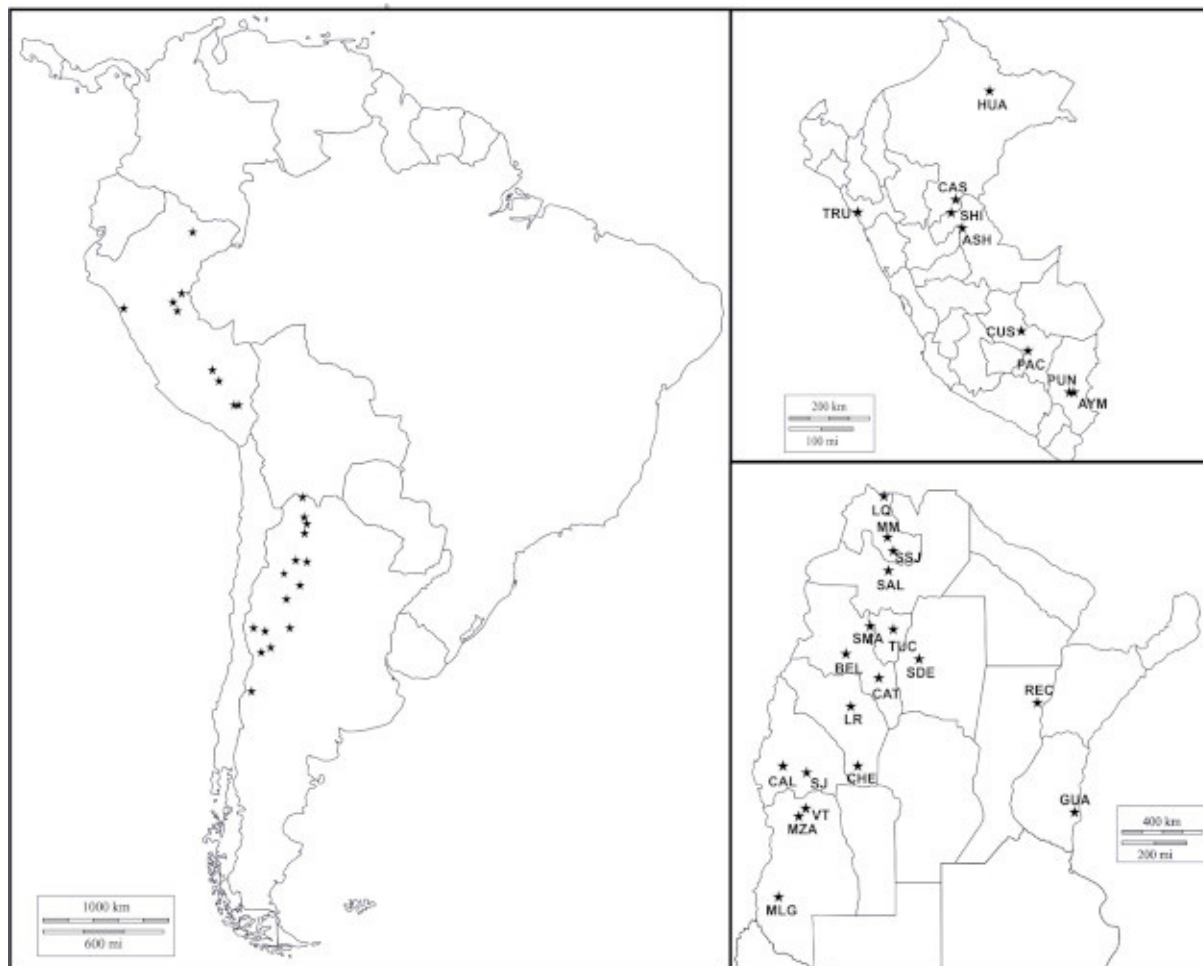 1000 km
600 mi
HUA
CAS
TRU
SHI
ASH
CUS
PAC
PUN
AYM
200 km
100 mi
LQ
MM
SSJ
SAL
SMA
TUC
BEL
SDE
CAT
REC
LR
CAL
SJ
CHE
VT
MZA
GUA
400 km
200 mi
MLG